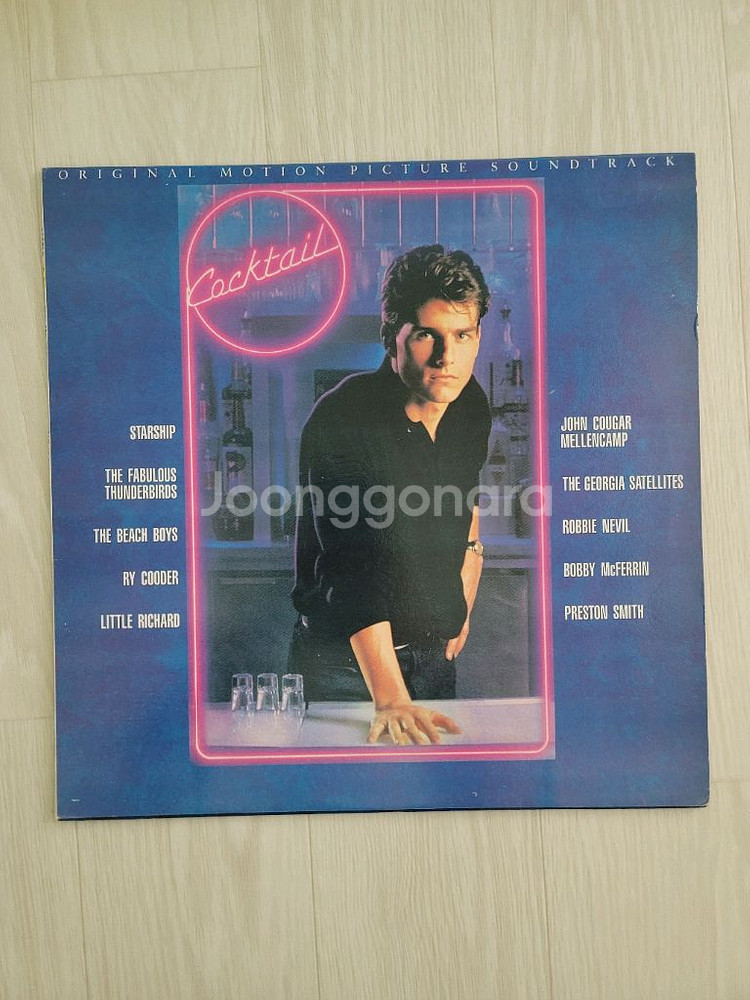 ORIGINAL MOTION PICTURE SOUNDTRACK
Cocktail
STARSHIP
THE FABULOUS
THUNDERBIRDS
THE BEACH BOYS
RY COODER
LITTLE RICHARD
JOHN COUGAR
MELLENCAMP
THE GEORGIA SATELLITES
ROBBIE NEVIL
BOBBY McFERRIN
PRESTON SMITH
Joonggonara